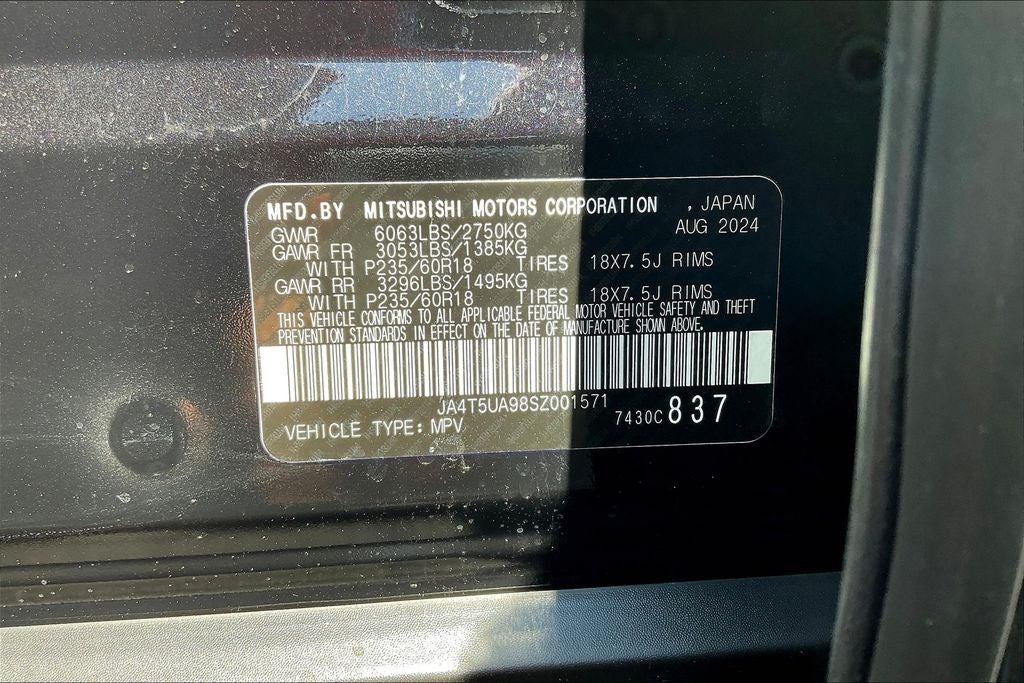 MFD.BY MITSUBISHI MOTORS CORPORATION , JAPAN
AUG 2024
GVWR 6063LBS/2750KG
GAWR FR 3053LBS/1385KG
WITH P235/60R18 TIRES 18X7.5J RIMS
GAWR RR 3296LBS/1495KG
WITH P235/60R18 TIRES 18X7.5J RIMS
THIS VEHICLE CONFORMS TO ALL APPLICABLE FEDERAL MOTOR VEHICLE SAFETY AND THEFT
PREVENTION STANDARDS IN EFFECT ON THE DATE OF MANUFACTURE SHOWN ABOVE.
JA4T5UA98SZ001571
7430C 837
VEHICLE TYPE: MPV